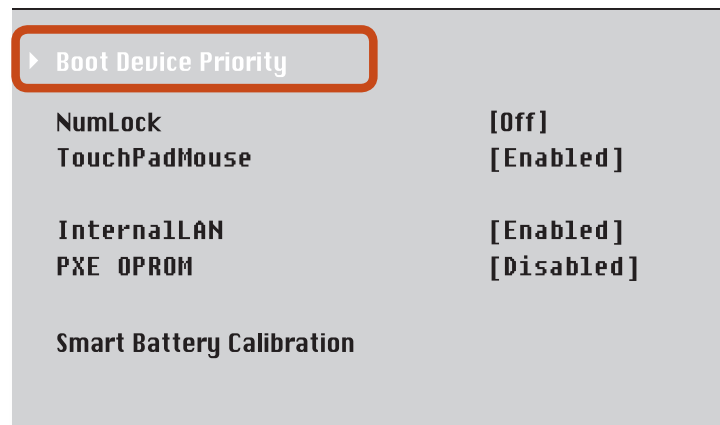 Boot Device Priority
NumLock [Off]
TouchPadMouse [Enabled]
InternalLAN [Enabled]
PXE OPROM [Disabled]
Smart Battery Calibration